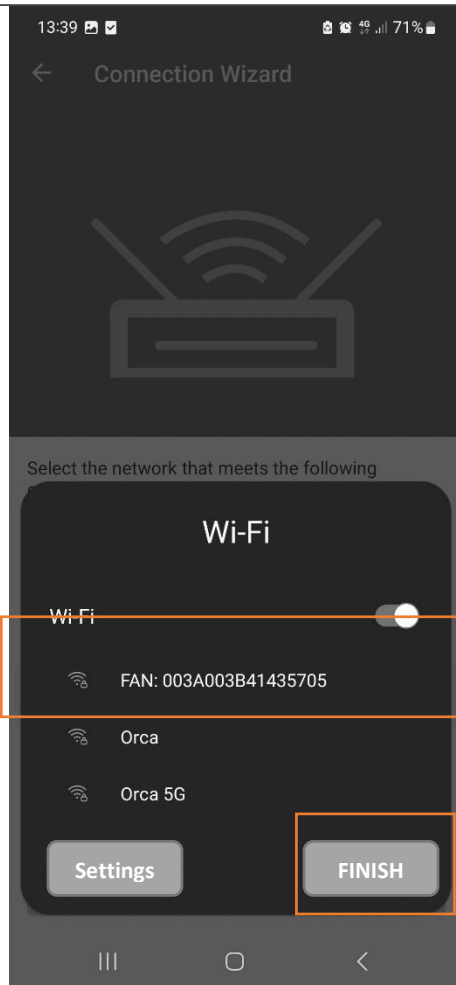 13:39 4G 71%
Connection Wizard
Select the network that meets the following
Wi-Fi
Wi-Fi
FAN: 003A003B41435705
Orca
Orca 5G
Settings FINISH